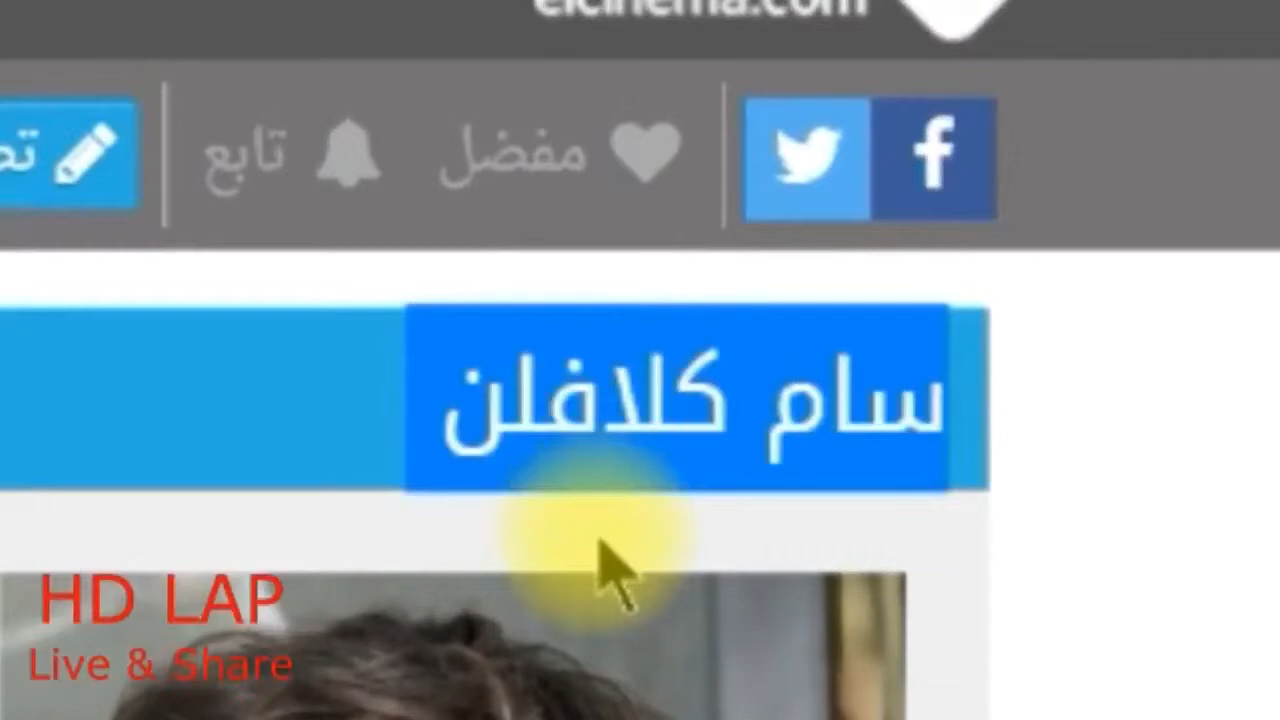 elcinema.com
مفضل
تابع
سام كلافلن
HD LAP
Live & Share